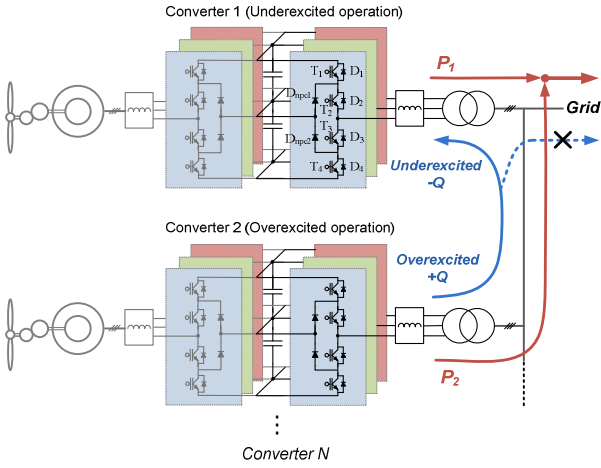 Converter 1 (Underexcited operation)
P1
T1
D1
Dnpc1
T2
D2
T3
Dnpc2
D3
T4
D4
Grid
Underexcited
-Q
Converter 2 (Overexcited operation)
Overexcited
+Q
P2
Converter N